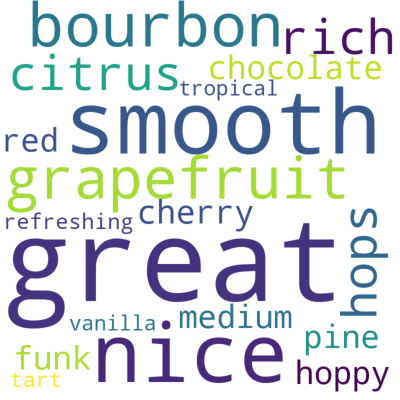 bourbon
rich
citrus
chocolate
tropical
smooth
red
grapefruit
cherry
refreshing
hops
great
vanilla
medium
nice
pine
funk
hoppy
tart